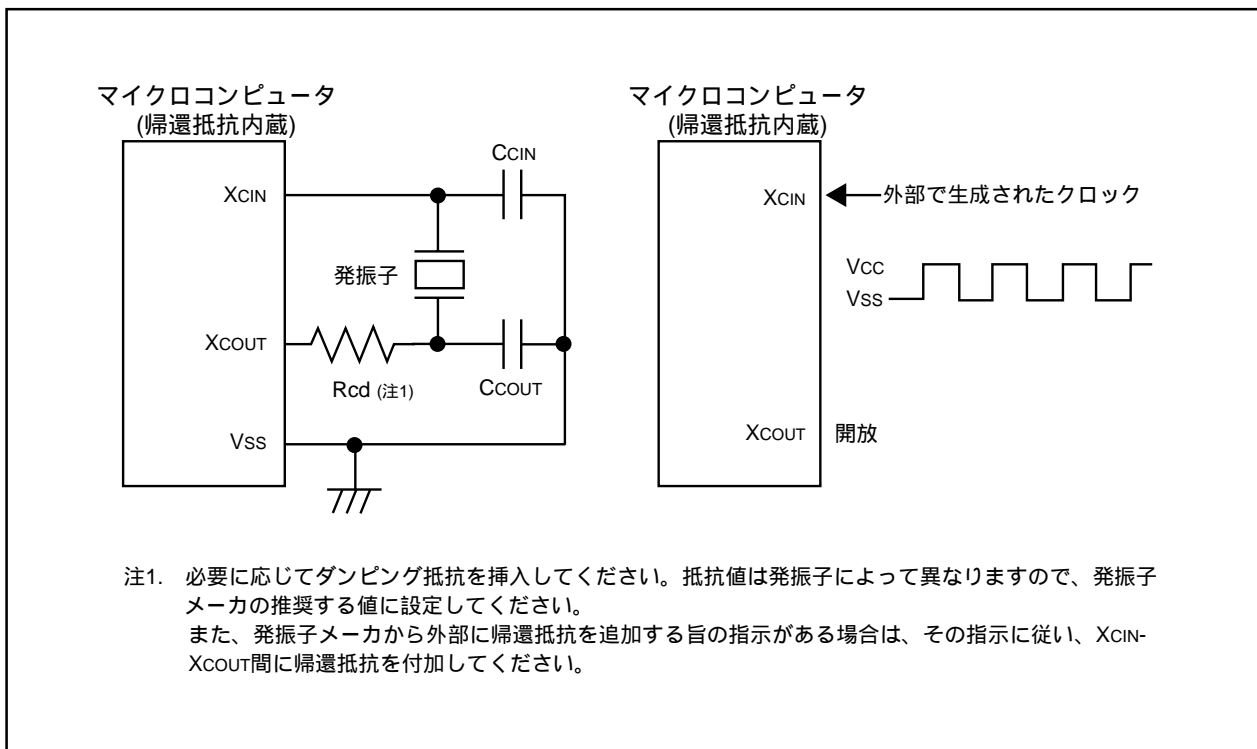 マイクロコンピュータ
(帰還抵抗内蔵)
XCIN
CCIN
発振子
XCOUT
Rcd (注1)
CCOUT
VSS
マイクロコンピュータ
(帰還抵抗内蔵)
XCIN
外部で生成されたクロック
VCC
VSS
XCOUT
開放
注1. 必要に応じてダンピング抵抗を挿入してください。抵抗値は発振子によって異なりますので、発振子
メーカの推奨する値に設定してください。
また、発振子メーカから外部に帰還抵抗を追加する旨の指示がある場合は、その指示に従い、XCIN-
XCOUT間に帰還抵抗を付加してください。